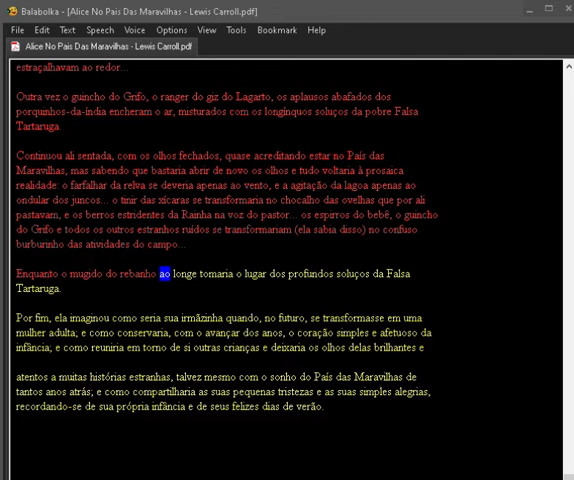 Balabolka - [Alice No Pais Das Maravilhas - Lewis Carroll.pdf]
File Edit Text Speech Voice Options View Tools Bookmark Help
Alice No Pais Das Maravilhas - Lewis Carroll.pdf
estraçalhavam ao redor...
Outra vez o guincho do Grifo, o ranger do giz do Lagarto, os aplausos abafados dos
porquinhos-da-índia encheram o ar, misturados com os longínquos soluços da pobre Falsa
Tartaruga.
Continuou ali sentada, com os olhos fechados, quase acreditando estar no País das
Maravilhas, mas sabendo que bastaria abrir de novo os olhos e tudo voltaria à prosaica
realidade: o farfalhar da relva se deveria apenas ao vento, e a agitação da lagoa apenas ao
ondular dos juncos... o tinir das xícaras se transformaria no chocalho das ovelhas que por ali
pastavam, e os berros estridentes da Rainha na voz do pastor... os espirros do bebê, o guincho
do Grifo e todos os outros estranhos ruídos se transformariam (ela sabia disso) no confuso
burburinho das atividades do campo...
Enquanto o mugido do rebanho ao longe tomaria o lugar dos profundos soluços da Falsa
Tartaruga.
Por fim, ela imaginou como seria sua irmãzinha quando, no futuro, se transformasse em uma
mulher adulta; e como conservaria, com o avançar dos anos, o coração simples e afetuoso da
infância; e como reuniria em torno de si outras crianças e deixaria os olhos delas brilhantes e
atentos a muitas histórias estranhas, talvez mesmo com o sonho do País das Maravilhas de
tantos anos atrás; e como compartilharia as suas pequenas tristezas e as suas simples alegrias,
recordando-se de sua própria infância e de seus felizes dias de verão.